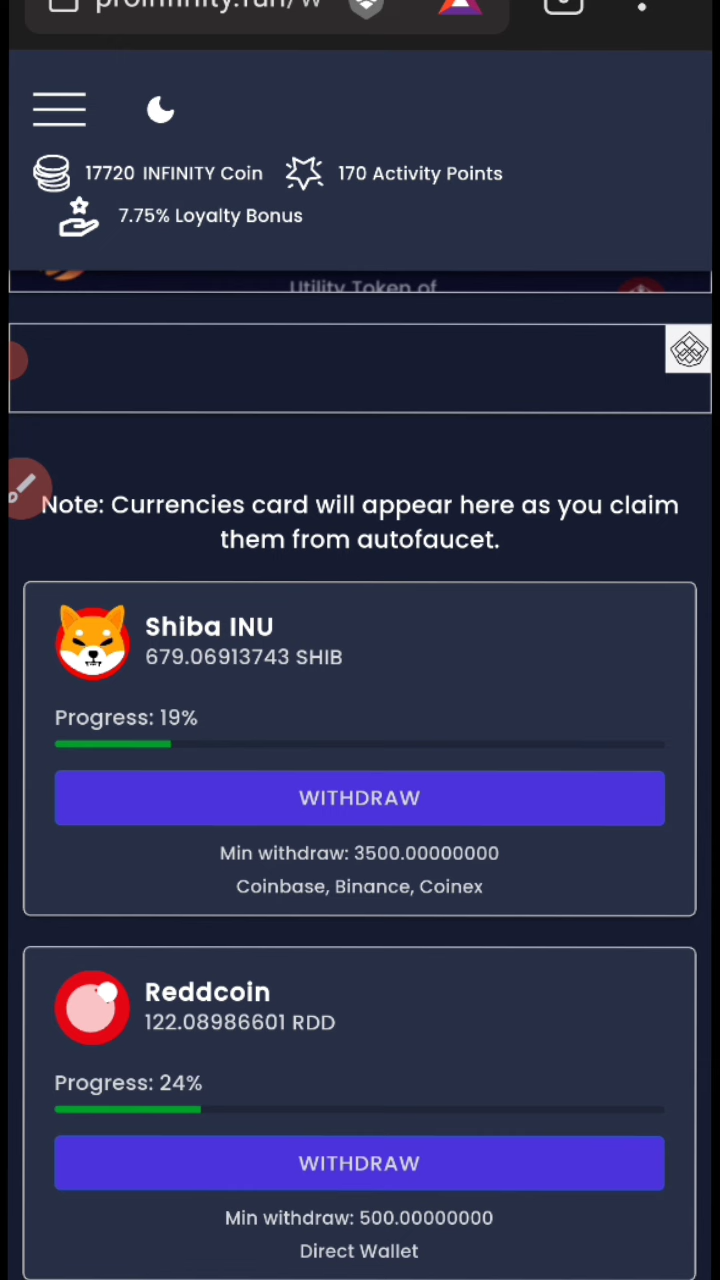 17720 INFINITY Coin
170 Activity Points
7.75% Loyalty Bonus
Utility Token of
Note: Currencies card will appear here as you claim
them from autofaucet.
Shiba INU
679.06913743 SHIB
Progress: 19%
WITHDRAW
Min withdraw: 3500.00000000
Coinbase, Binance, Coinex
Reddcoin
122.08986601 RDD
Progress: 24%
WITHDRAW
Min withdraw: 500.00000000
Direct Wallet